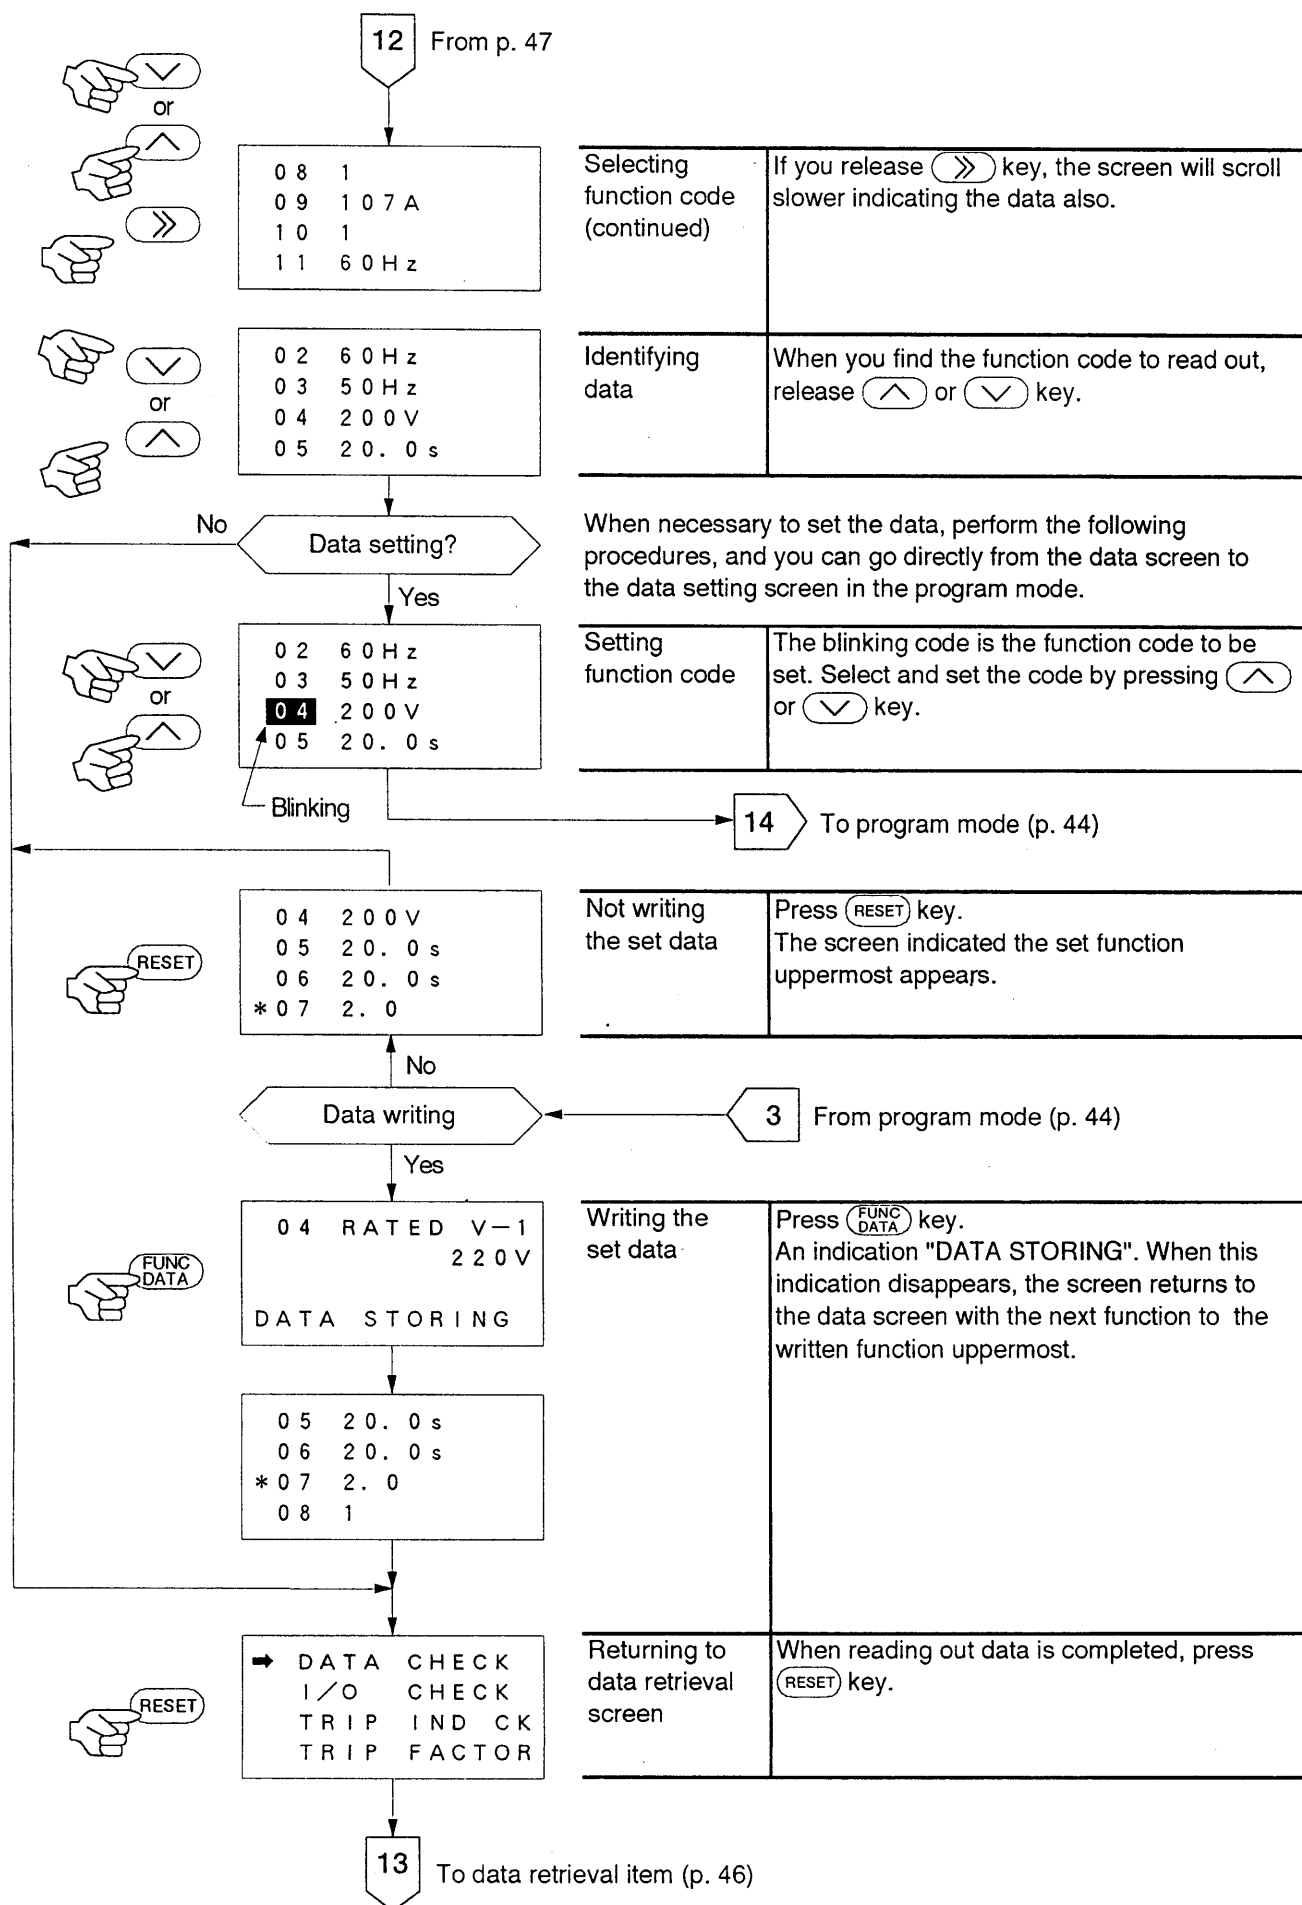 12 From p. 47
or
08 1
09 107A
10 1
11 60Hz
Selecting
function code
(continued)
If you release key, the screen will scroll
slower indicating the data also.
or
02 60Hz
03 50Hz
04 200V
05 20.0s
Identifying
data
When you find the function code to read out,
release or key.
No
Data setting?
Yes
When necessary to set the data, perform the following
procedures, and you can go directly from the data screen to
the data setting screen in the program mode.
or
02 60Hz
03 50Hz
04 200V
05 20.0s
Blinking
Setting
function code
The blinking code is the function code to be
set. Select and set the code by pressing
or key.
14 To program mode (p. 44)
RESET
04 200V
05 20.0s
06 20.0s
*07 2.0
Not writing
the set data
Press RESET key.
The screen indicated the set function
uppermost appears.
No
Data writing
3 From program mode (p. 44)
Yes
FUNC
DATA
04 RATED V-1
220V
DATA STORING
Writing the
set data
Press FUNC DATA key.
An indication "DATA STORING". When this
indication disappears, the screen returns to
the data screen with the next function to the
written function uppermost.
05 20.0s
06 20.0s
*07 2.0
08 1
RESET
➡ DATA CHECK
I/O CHECK
TRIP IND CK
TRIP FACTOR
Returning to
data retrieval
screen
When reading out data is completed, press
RESET key.
13 To data retrieval item (p. 46)